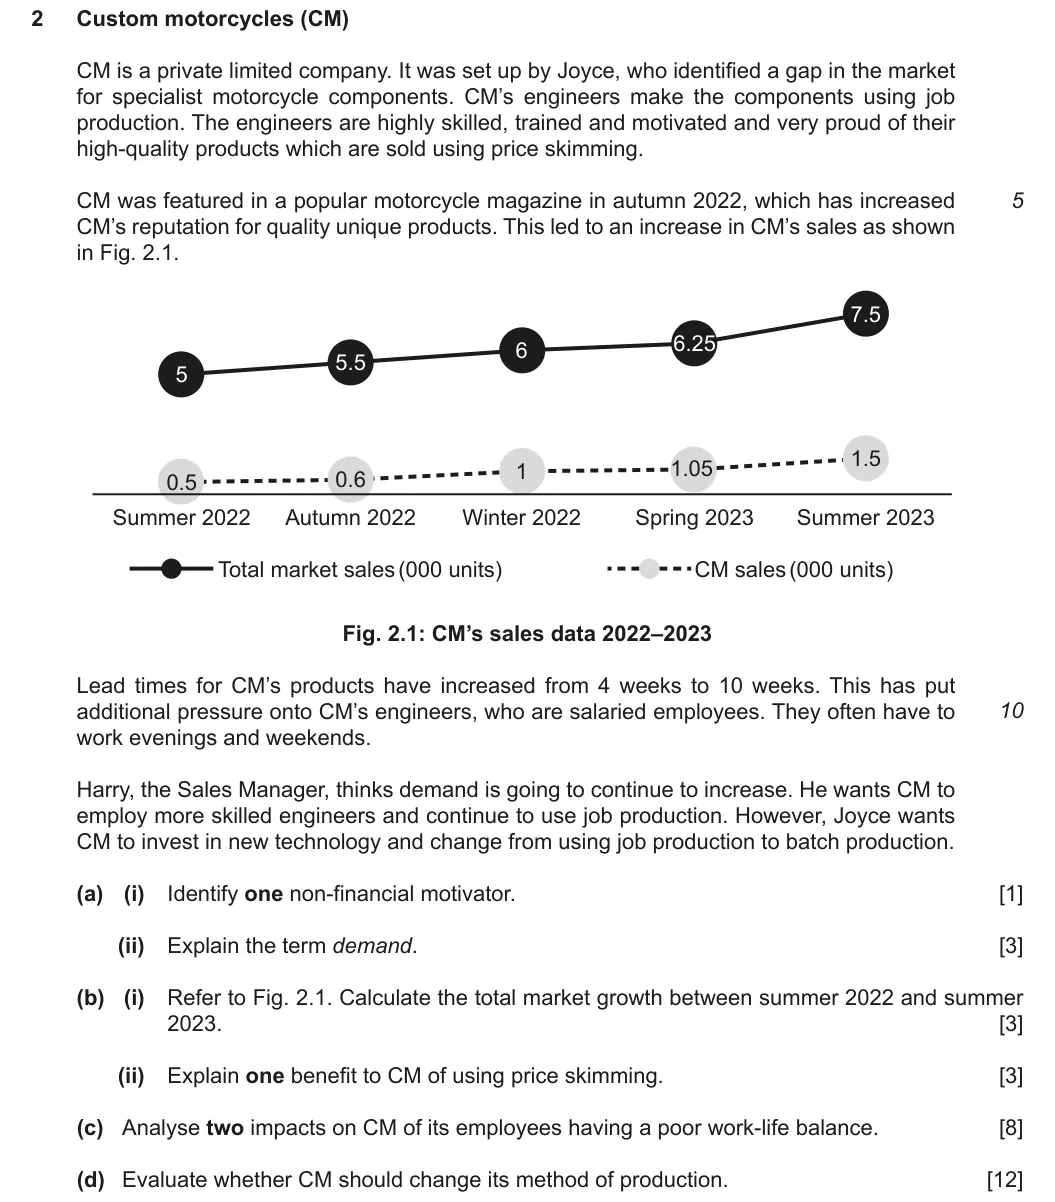 2 Custom motorcycles (CM)
CM is a private limited company. It was set up by Joyce, who identified a gap in the market
for specialist motorcycle components. CM’s engineers make the components using job
production. The engineers are highly skilled, trained and motivated and very proud of their
high-quality products which are sold using price skimming.
CM was featured in a popular motorcycle magazine in autumn 2022, which has increased 5
CM’s reputation for quality unique products. This led to an increase in CM’s sales as shown
in Fig. 2.1.
5 5.5 6 6.25 7.5
0.5 0.6 1 1.05 1.5
Summer 2022 Autumn 2022 Winter 2022 Spring 2023 Summer 2023
Total market sales (000 units) CM sales (000 units)
Fig. 2.1: CM’s sales data 2022–2023
Lead times for CM’s products have increased from 4 weeks to 10 weeks. This has put
additional pressure onto CM’s engineers, who are salaried employees. They often have to 10
work evenings and weekends.
Harry, the Sales Manager, thinks demand is going to continue to increase. He wants CM to
employ more skilled engineers and continue to use job production. However, Joyce wants
CM to invest in new technology and change from using job production to batch production.
(a) (i) Identify one non-financial motivator. [1]
(ii) Explain the term demand. [3]
(b) (i) Refer to Fig. 2.1. Calculate the total market growth between summer 2022 and summer
2023. [3]
(ii) Explain one benefit to CM of using price skimming. [3]
(c) Analyse two impacts on CM of its employees having a poor work-life balance. [8]
(d) Evaluate whether CM should change its method of production. [12]